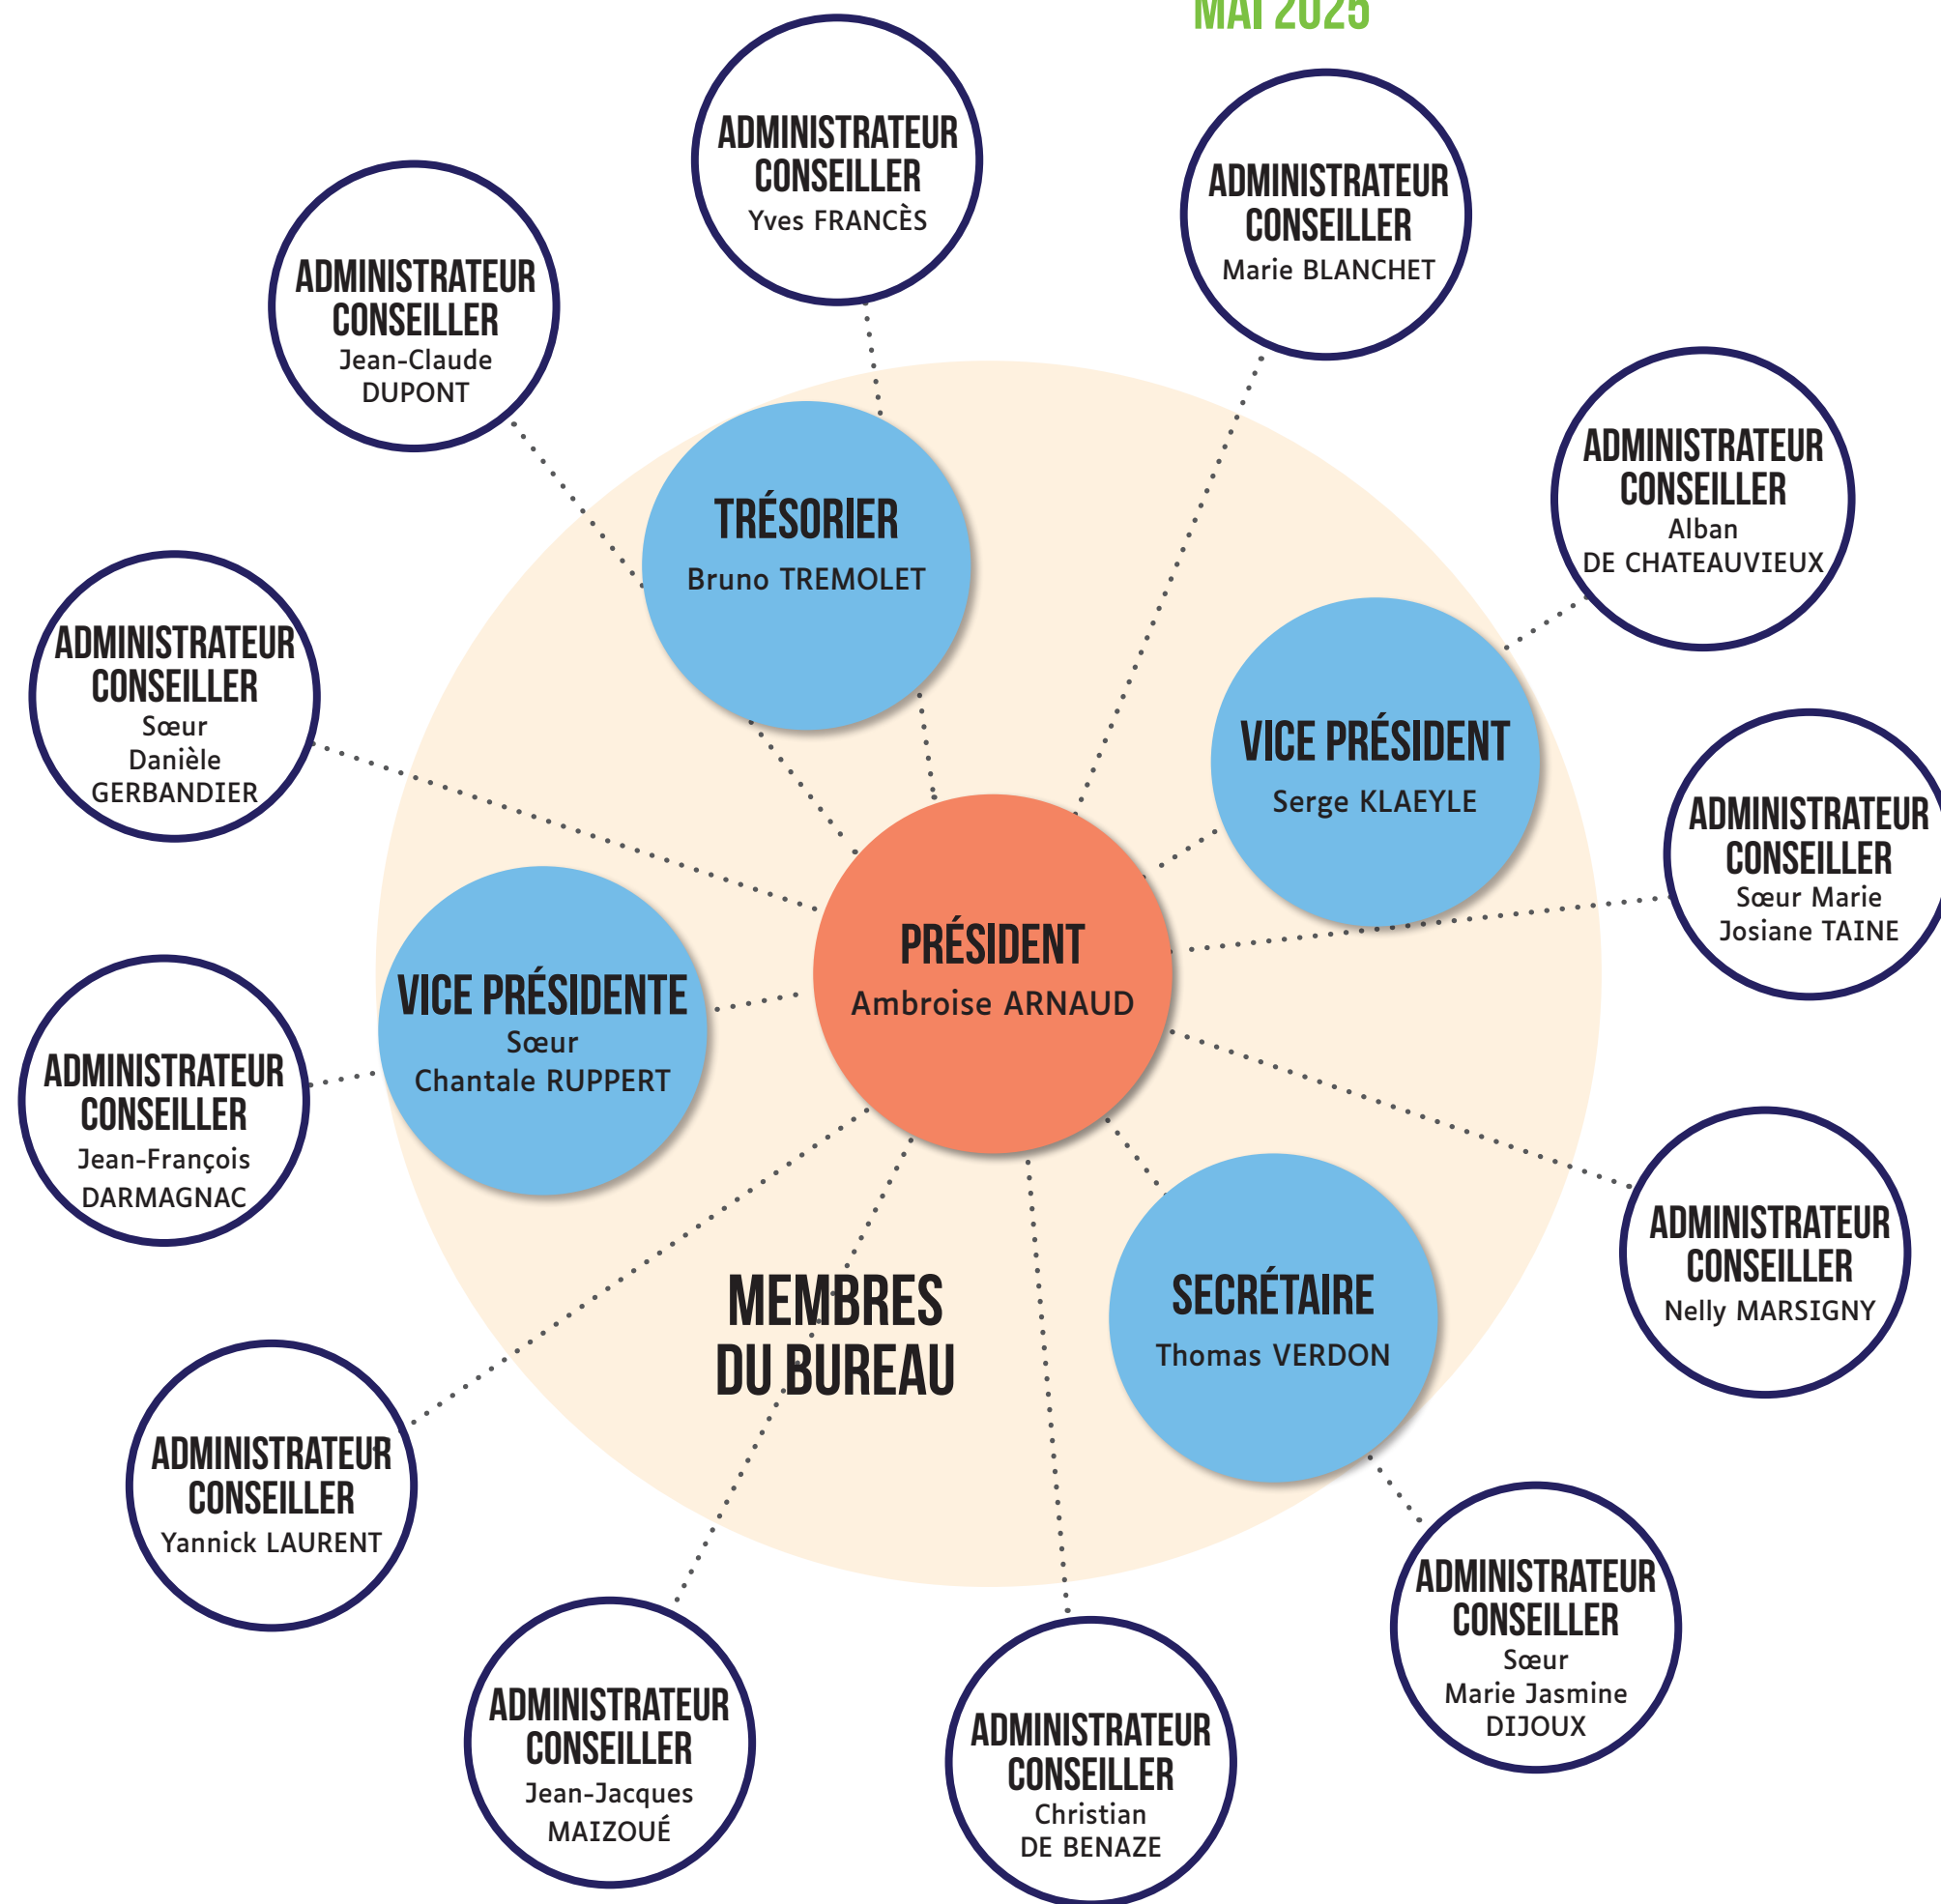 MAI 2025
ADMINISTRATEUR
CONSEILLER
Yves FRANCÈS
ADMINISTRATEUR
CONSEILLER
Marie BLANCHET
ADMINISTRATEUR
CONSEILLER
Jean-Claude
DUPONT
ADMINISTRATEUR
CONSEILLER
Alban
DE CHATEAUVIEUX
TRÉSORIER
Bruno TREMOLET
ADMINISTRATEUR
CONSEILLER
Sœur
Danièle
GERBANDIER
VICE PRÉSIDENT
Serge KLAEYLE
ADMINISTRATEUR
CONSEILLER
Sœur Marie
Josiane TAINE
PRÉSIDENT
Ambroise ARNAUD
VICE PRÉSIDENTE
Sœur
Chantale RUPPERT
ADMINISTRATEUR
CONSEILLER
Jean-François
DARMAGNAC
ADMINISTRATEUR
CONSEILLER
Nelly MARSIGNY
MEMBRES
DU BUREAU
SECRÉTAIRE
Thomas VERDON
ADMINISTRATEUR
CONSEILLER
Yannick LAURENT
ADMINISTRATEUR
CONSEILLER
Sœur
Marie Jasmine
DIJOUX
ADMINISTRATEUR
CONSEILLER
Jean-Jacques
MAIZOUÉ
ADMINISTRATEUR
CONSEILLER
Christian
DE BENAZE